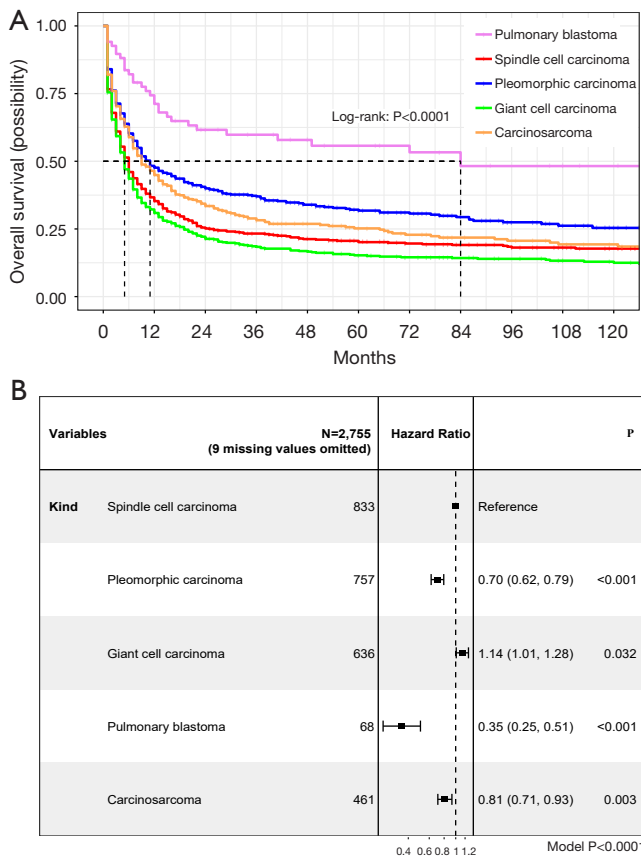 A
Overall survival (possibility)
1.00
0.75
0.50
0.25
0.00
Pulmonary blastoma
Spindle cell carcinoma
Pleomorphic carcinoma
Giant cell carcinoma
Carcinosarcoma
Log-rank: P<0.0001
0 12 24 36 48 60 72 84 96 108 120
Months
B
Variables N=2,755 Hazard Ratio P
(9 missing values omitted)
Kind Spindle cell carcinoma 833 Reference
Pleomorphic carcinoma 757 0.70 (0.62, 0.79) <0.001
Giant cell carcinoma 636 1.14 (1.01, 1.28) 0.032
Pulmonary blastoma 68 0.35 (0.25, 0.51) <0.001
Carcinosarcoma 461 0.81 (0.71, 0.93) 0.003
0.4 0.6 0.8 1 1.2
Model P<0.000